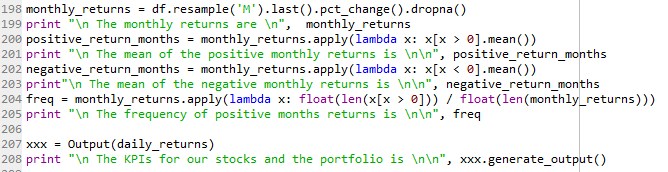 198 monthly_returns = df.resample('M').last().pct_change().dropna()
199 print "\n The monthly returns are \n",  monthly_returns
200 positive_return_months = monthly_returns.apply(lambda x: x[x > 0].mean())
201 print "\n The mean of the positive monthly returns is \n\n", positive_return_months
202 negative_return_months = monthly_returns.apply(lambda x: x[x < 0].mean())
203 print"\n The mean of the negative monthly returns is \n\n", negative_return_months
204 freq = monthly_returns.apply(lambda x: float(len(x[x > 0])) / float(len(monthly_returns)))
205 print "\n The frequency of positive months returns is \n\n", freq
206
207 xxx = Output(daily_returns)
208 print "\n The KPIs for our stocks and the portfolio is \n\n", xxx.generate_output()